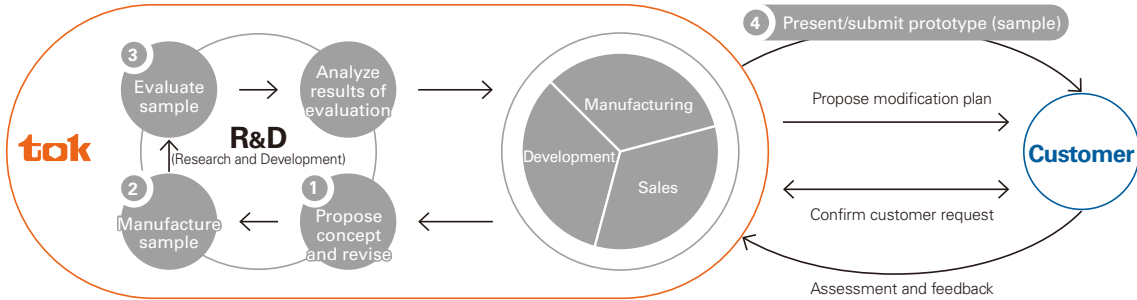 4 Present/submit prototype (sample)
3
Evaluate
sample
Analyze
results of
evaluation
Manufacturing
Propose modification plan
tok
R&D
(Research and Development)
Development
Customer
Sales
2
Manufacture
sample
1
Propose
concept
and revise
Confirm customer request
Assessment and feedback